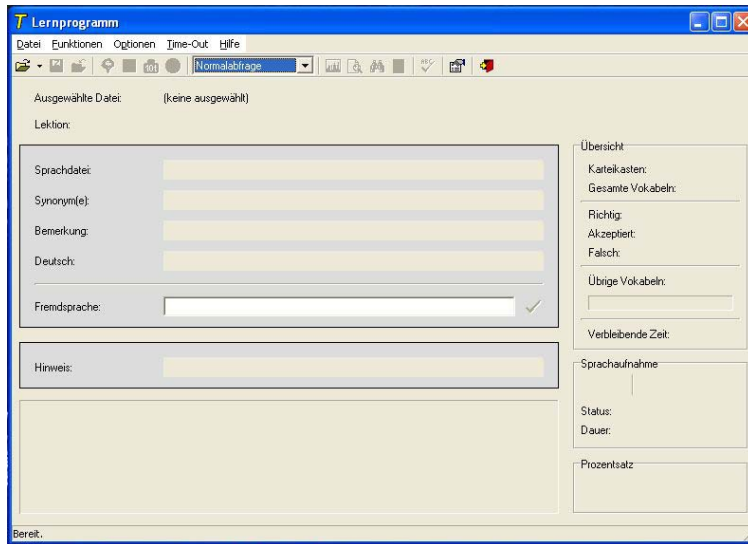 T Lernprogramm
Datei Funktionen Optionen Time-Out Hilfe
Normalabfrage
Ausgewählte Datei: (keine ausgewählt)
Lektion:
Sprachdatei:
Synonym(e):
Bemerkung:
Deutsch:
Fremdsprache:
Hinweis:
Übersicht
Karteikasten:
Gesamte Vokabeln:
Richtig:
Akzeptiert:
Falsch:
Übrige Vokabeln:
Verbleibende Zeit:
Sprachaufnahme
Status:
Dauer:
Prozentsatz
Bereit.